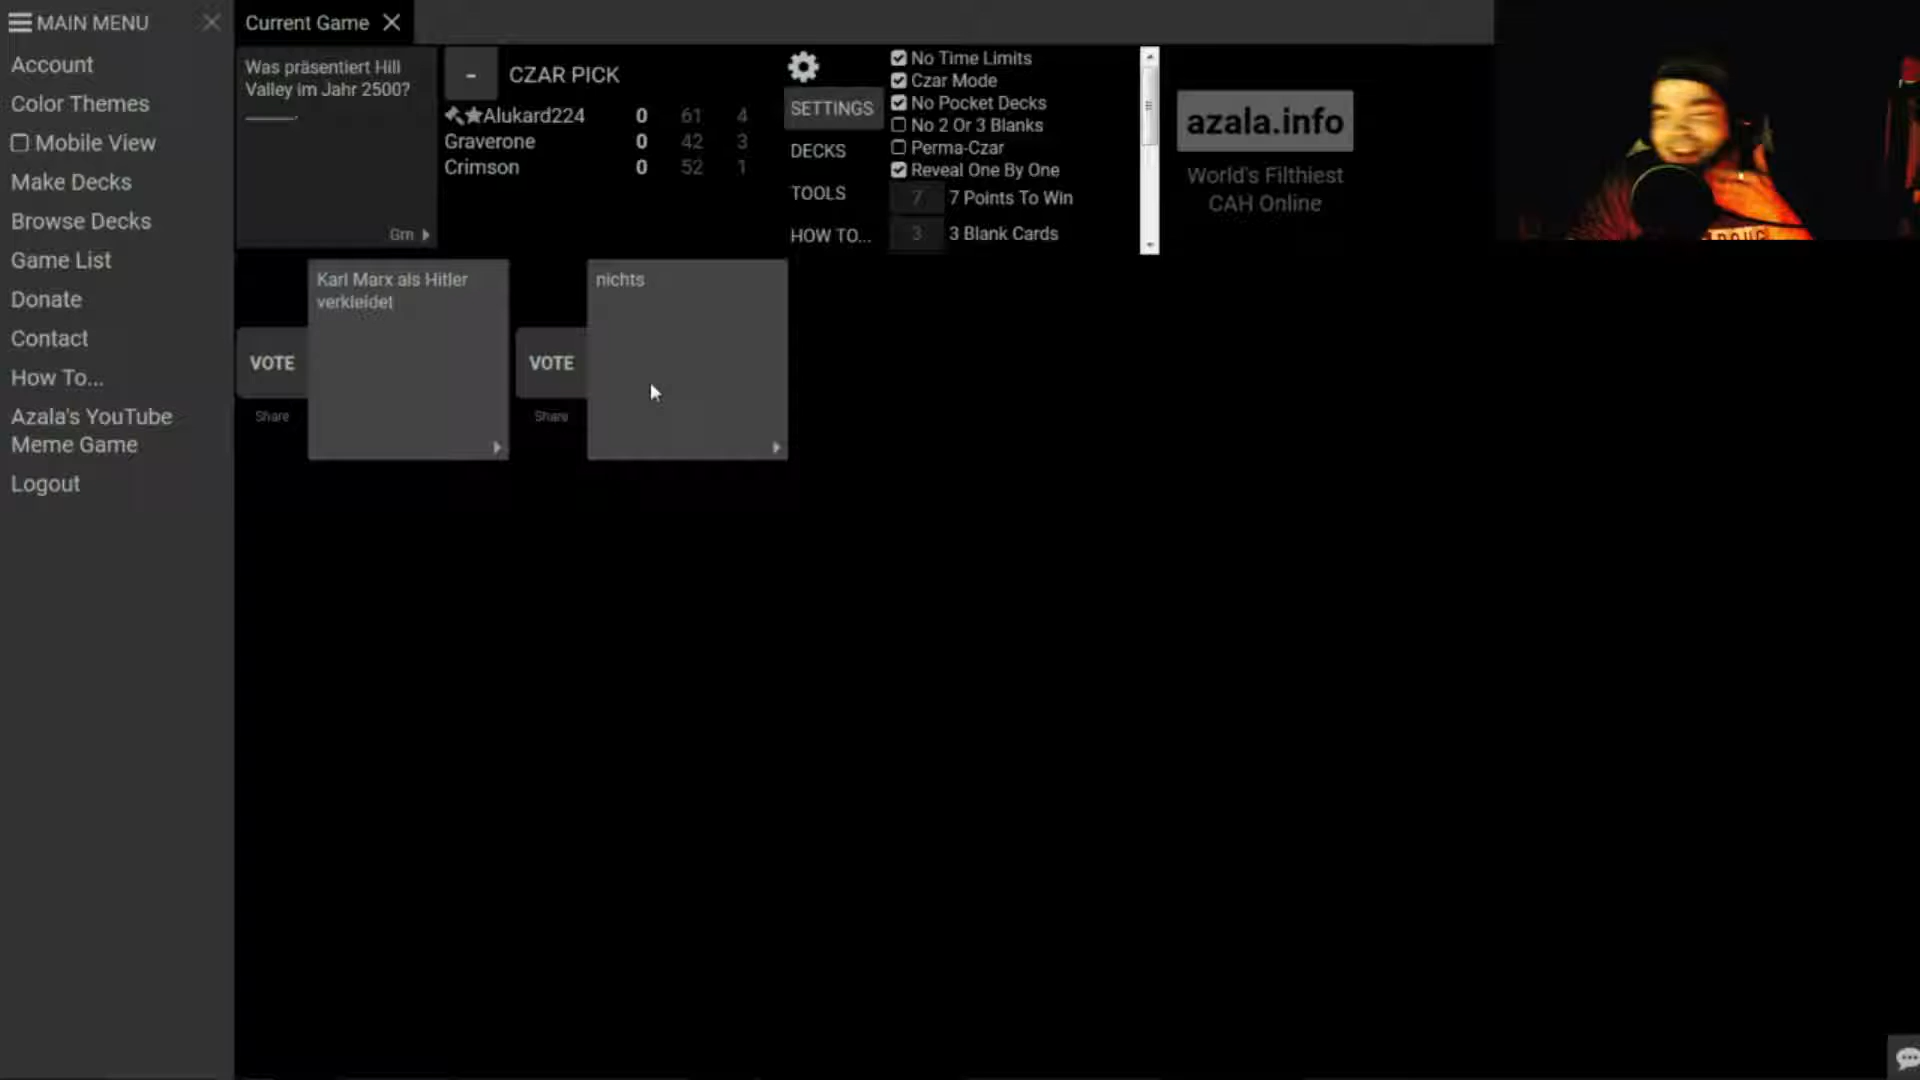 MAIN MENU
Account
Color Themes
Mobile View
Make Decks
Browse Decks
Game List
Donate
Contact
How To...
Azala's YouTube
Meme Game
Logout
Current Game
Was präsentiert Hill
Valley im Jahr 2500?
Grn
-
CZAR PICK
Alukard224 0 61 4
Graverone 0 42 3
Crimson 0 52 1
SETTINGS
DECKS
TOOLS
HOW TO...
No Time Limits
Czar Mode
No Pocket Decks
No 2 Or 3 Blanks
Perma-Czar
Reveal One By One
7 7 Points To Win
3 3 Blank Cards
azala.info
World's Filthiest
CAH Online
VOTE
Share
Karl Marx als Hitler
verkleidet
VOTE
Share
nichts